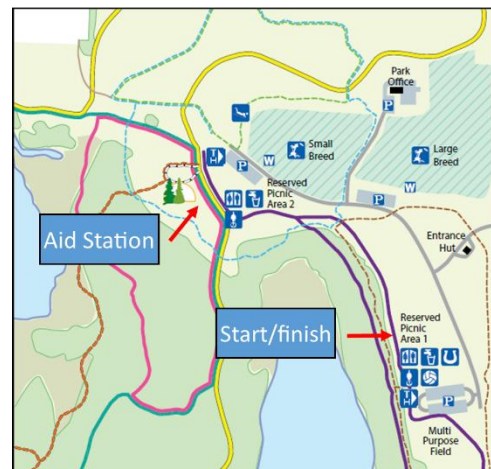 Park
Office
P
Small
Breed
Large
Breed
T
H
P
W
W
Reserved
Picnic
Area 2
P
Aid Station
Entrance
Hut
Start/finish
Reserved
Picnic
Area 1
T
H
P
Multi
Purpose
Field